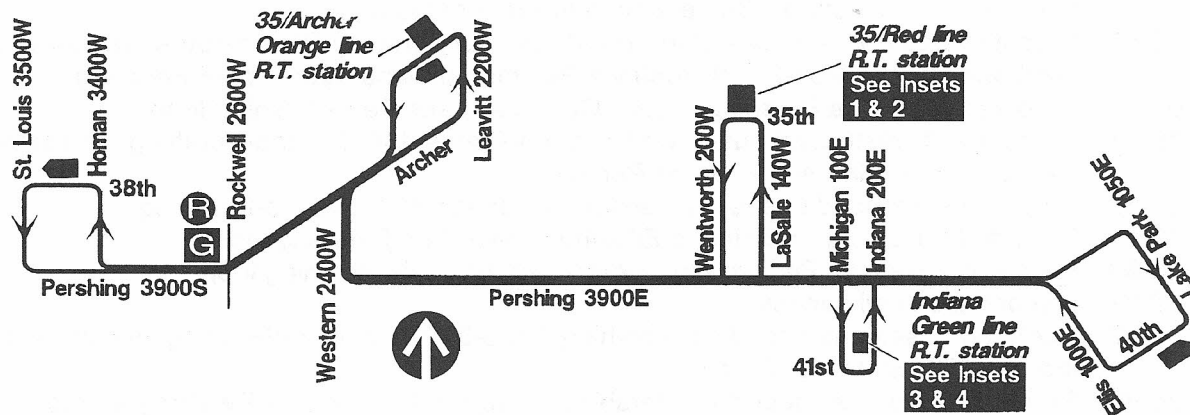 St. Louis 3500W
Homan 3400W
38th
Pershing 3900S
R
G
Rockwell 2600W
35/Archer
Orange line
R.T. station
Archer
Leavitt 2200W
Western 2400W
Pershing 3900E
35/Red line
R.T. station
See Insets
1 & 2
35th
Wentworth 200W
LaSalle 140W
Michigan 100E
Indiana 200E
41st
Indiana
Green line
R.T. station
See Insets
3 & 4
Lake Park 1050E
40th
Ellis 1000E